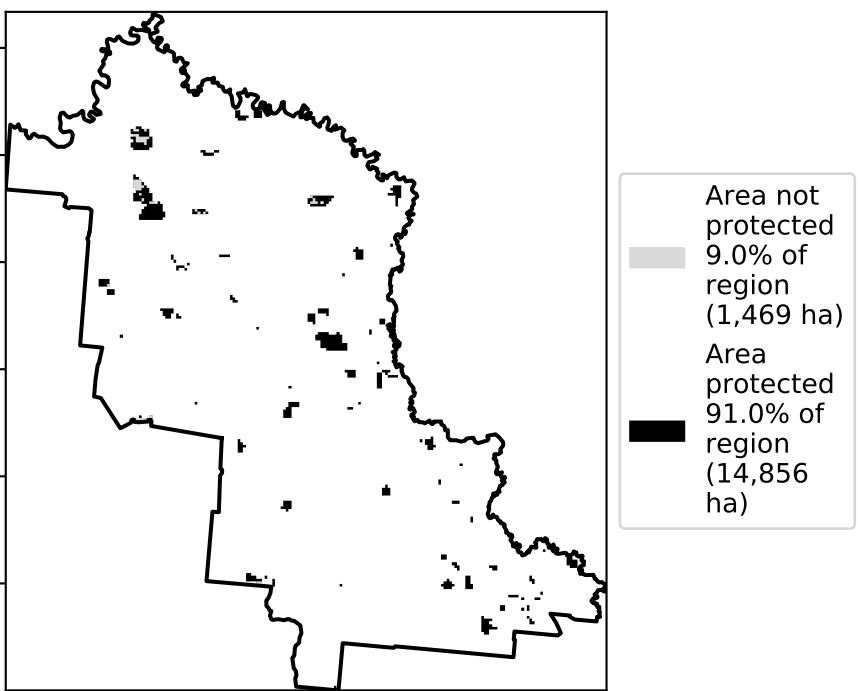 Area not
protected
9.0% of
region
(1,469 ha)
Area
protected
91.0% of
region
(14,856
ha)